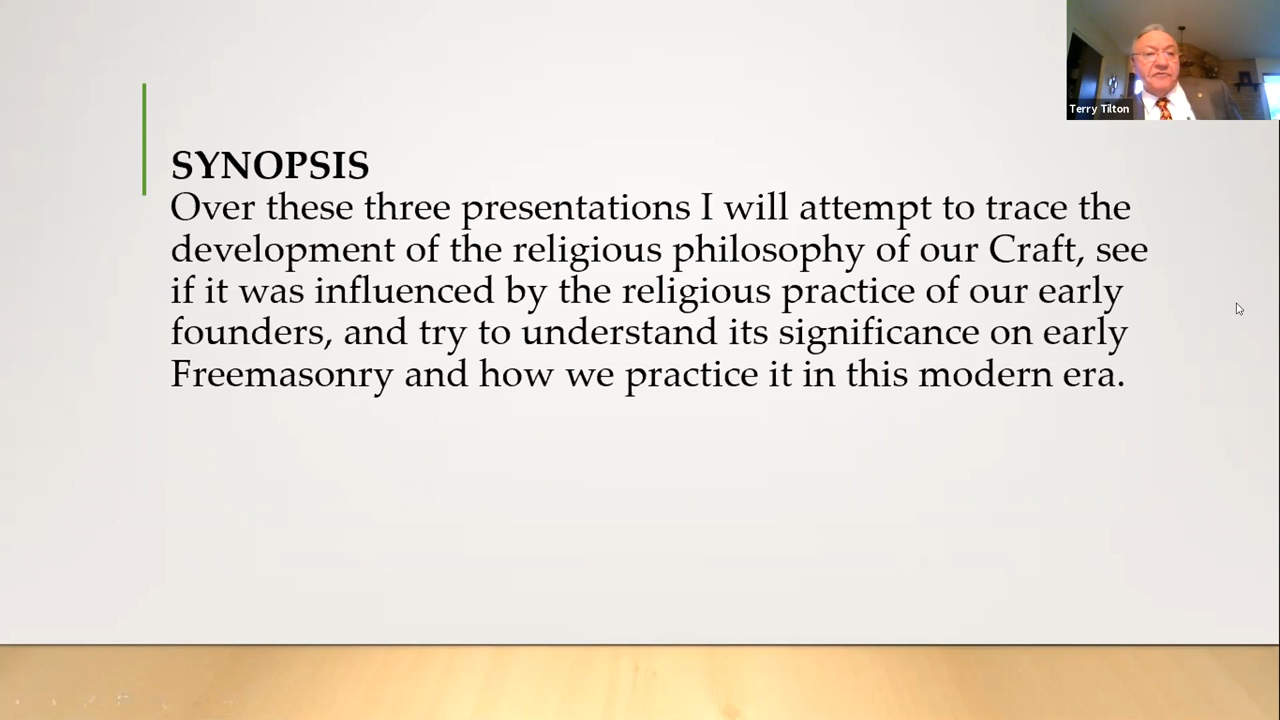 Terry Tilton
SYNOPSIS
Over these three presentations I will attempt to trace the
development of the religious philosophy of our Craft, see
if it was influenced by the religious practice of our early
founders, and try to understand its significance on early
Freemasonry and how we practice it in this modern era.